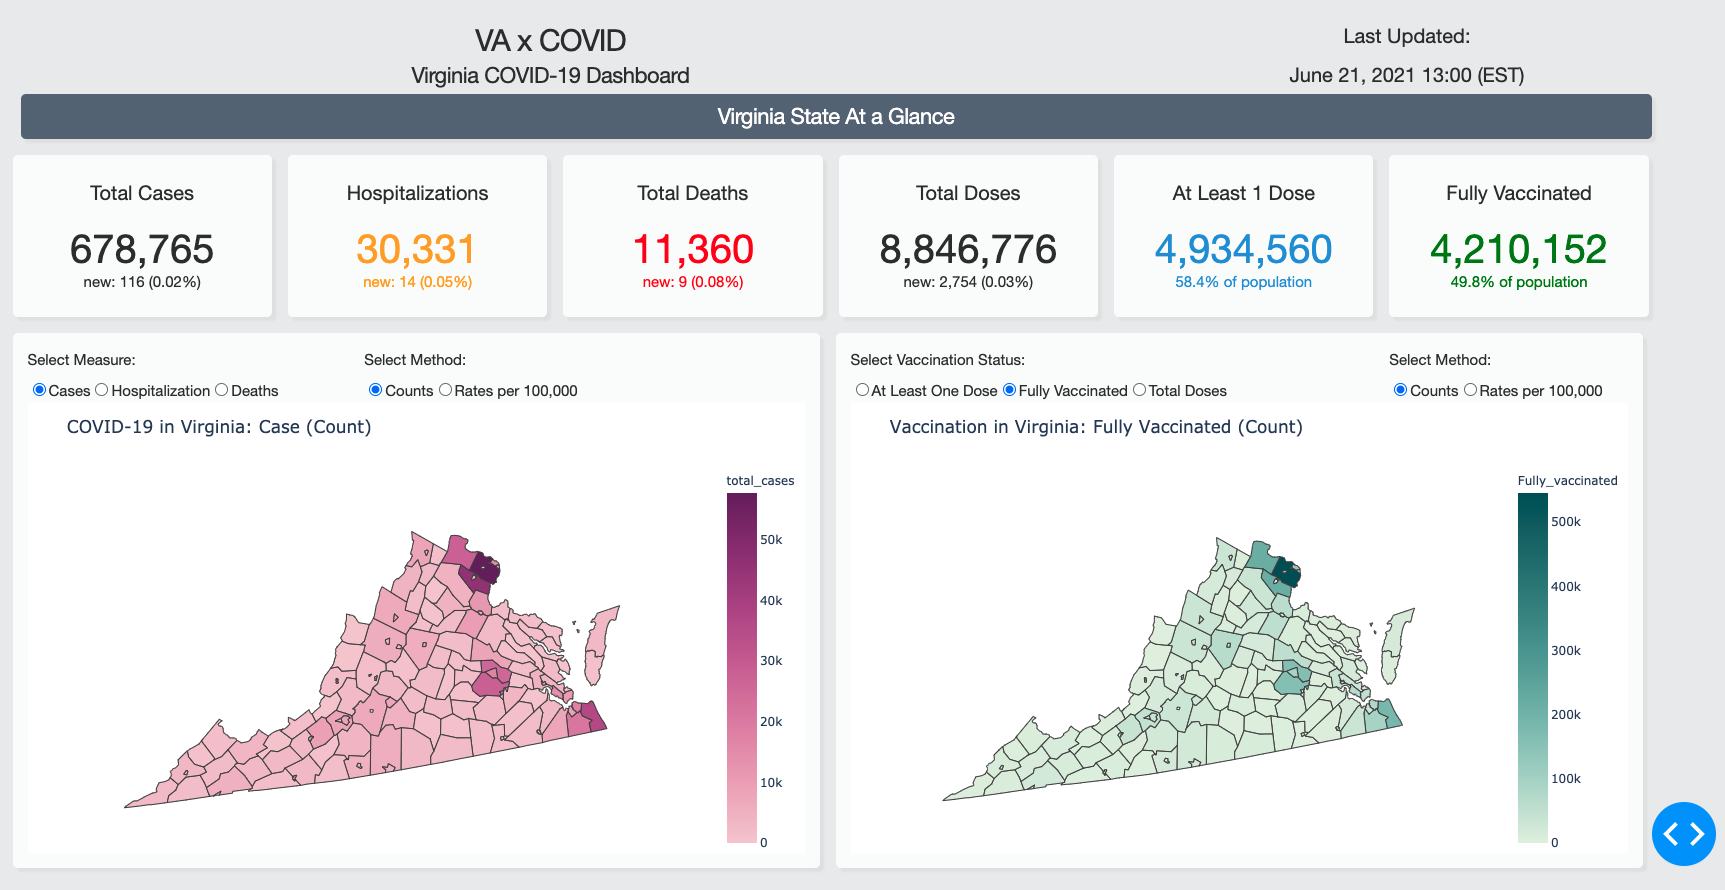 VA x COVID
Virginia COVID-19 Dashboard
Last Updated:
June 21, 2021 13:00 (EST)
Virginia State At a Glance
Total Cases
678,765
new: 116 (0.02%)
Hospitalizations
30,331
new: 14 (0.05%)
Total Deaths
11,360
new: 9 (0.08%)
Total Doses
8,846,776
new: 2,754 (0.03%)
At Least 1 Dose
4,934,560
58.4% of population
Fully Vaccinated
4,210,152
49.8% of population
Select Measure:
Cases Hospitalization Deaths
Select Method:
Counts Rates per 100,000
COVID-19 in Virginia: Case (Count)
total_cases
50k
40k
30k
20k
10k
0
Select Vaccination Status:
At Least One Dose Fully Vaccinated Total Doses
Select Method:
Counts Rates per 100,000
Vaccination in Virginia: Fully Vaccinated (Count)
Fully_vaccinated
500k
400k
300k
200k
100k
0